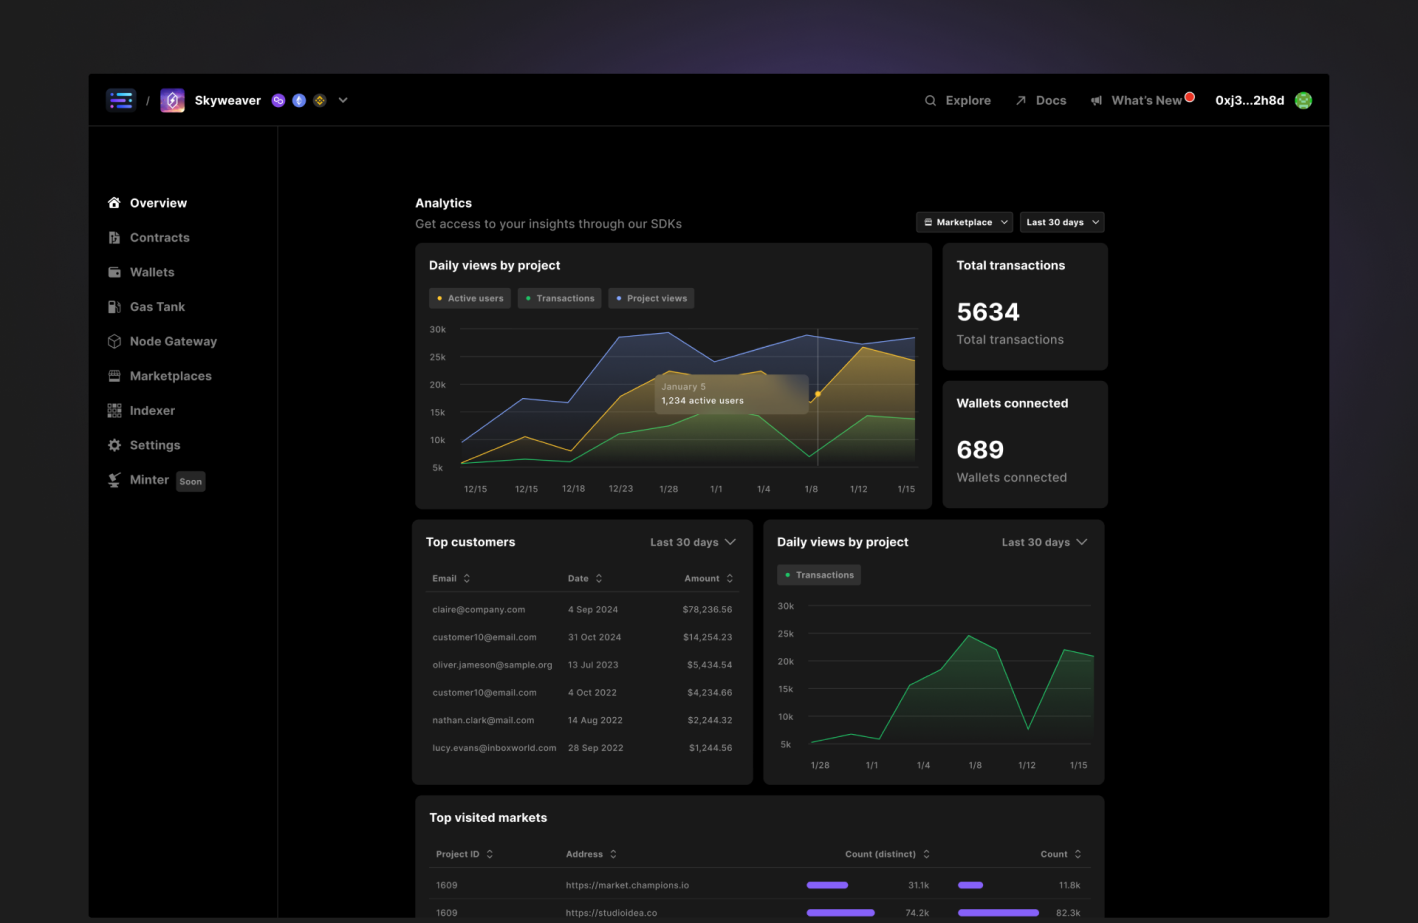 / Skyweaver
Explore
Docs
What's New
0xj3...2h8d
Overview
Contracts
Wallets
Gas Tank
Node Gateway
Marketplaces
Indexer
Settings
Minter Soon
Analytics
Get access to your insights through our SDKs
Marketplace
Last 30 days
Daily views by project
Active users
Transactions
Project views
30k
25k
20k
15k
10k
5k
January 5
1,234 active users
12/15 12/15 12/18 12/23 1/28 1/1 1/4 1/8 1/12 1/15
Total transactions
5634
Total transactions
Wallets connected
689
Wallets connected
Top customers
Last 30 days
Email Date Amount
claire@company.com 4 Sep 2024 $78,236.56
customer10@email.com 31 Oct 2024 $14,254.23
oliver.jameson@sample.org 13 Jul 2023 $5,434.54
customer10@email.com 4 Oct 2022 $4,234.66
nathan.clark@mail.com 14 Aug 2022 $2,244.32
lucy.evans@inboxworld.com 28 Sep 2022 $1,244.56
Daily views by project
Last 30 days
Transactions
30k
25k
20k
15k
10k
5k
1/28 1/1 1/4 1/8 1/12 1/15
Top visited markets
Project ID Address Count (distinct) Count
1609 https://market.champions.io 31.1k 11.8k
1609 https://studioidea.co 74.2k 82.3k